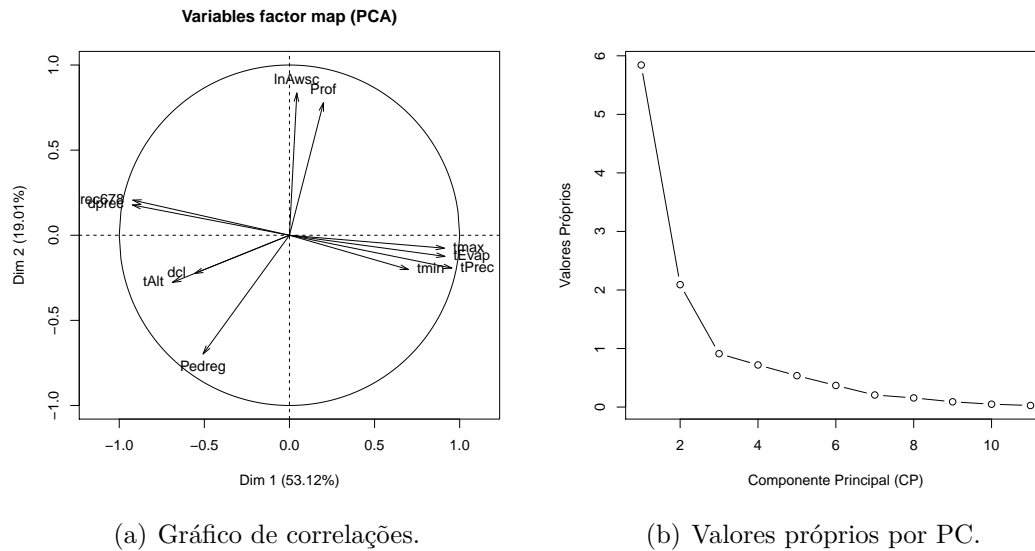 Variables factor map (PCA)
1.0
0.5
0.0
−0.5
−1.0
Dim 2 (19.01%)
lnAwsc
Prof
roc678
dprec
tmax
tEvap
tmin
tPrec
dcl
tAlt
Pedreg
−1.0 −0.5 0.0 0.5 1.0
Dim 1 (53.12%)
(a) Gráfico de correlações.
6
5
4
3
2
1
0
Valores Próprios
2 4 6 8 10
Componente Principal (CP)
(b) Valores próprios por PC.